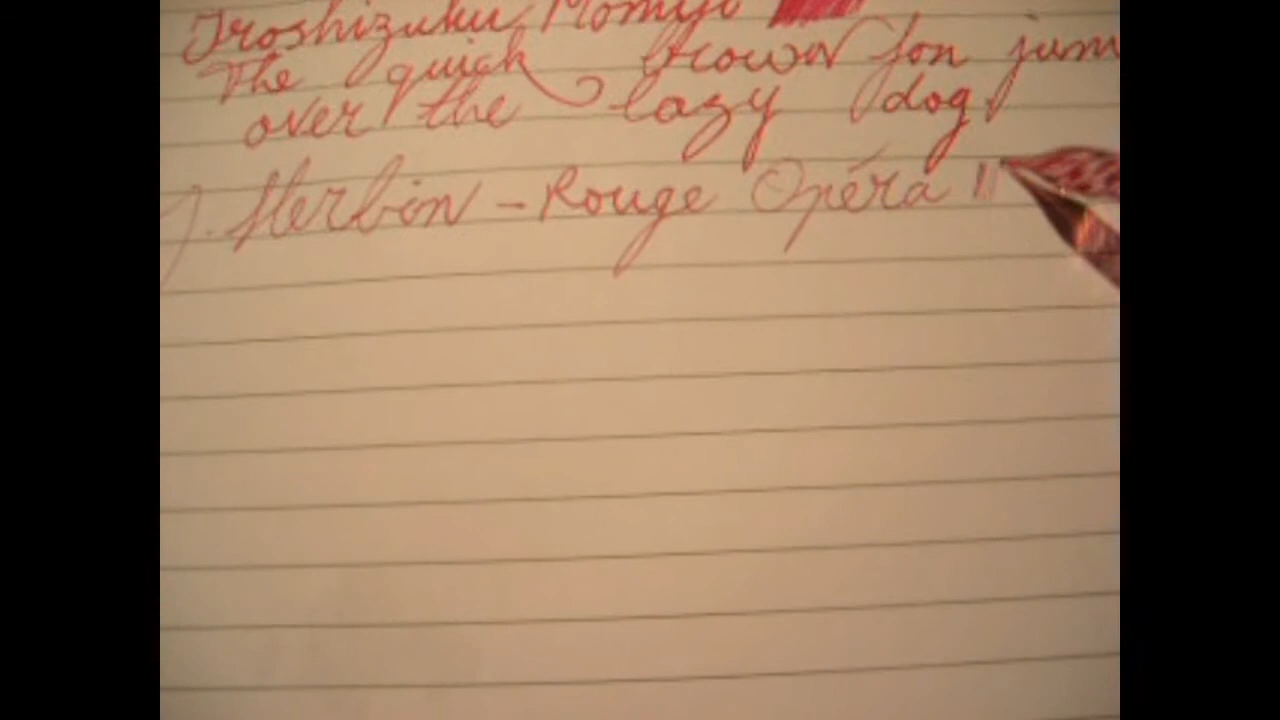 Iroshizuku, Momiji
The quick brown fox jum
over the lazy dog.
J. Herbin - Rouge Opéra